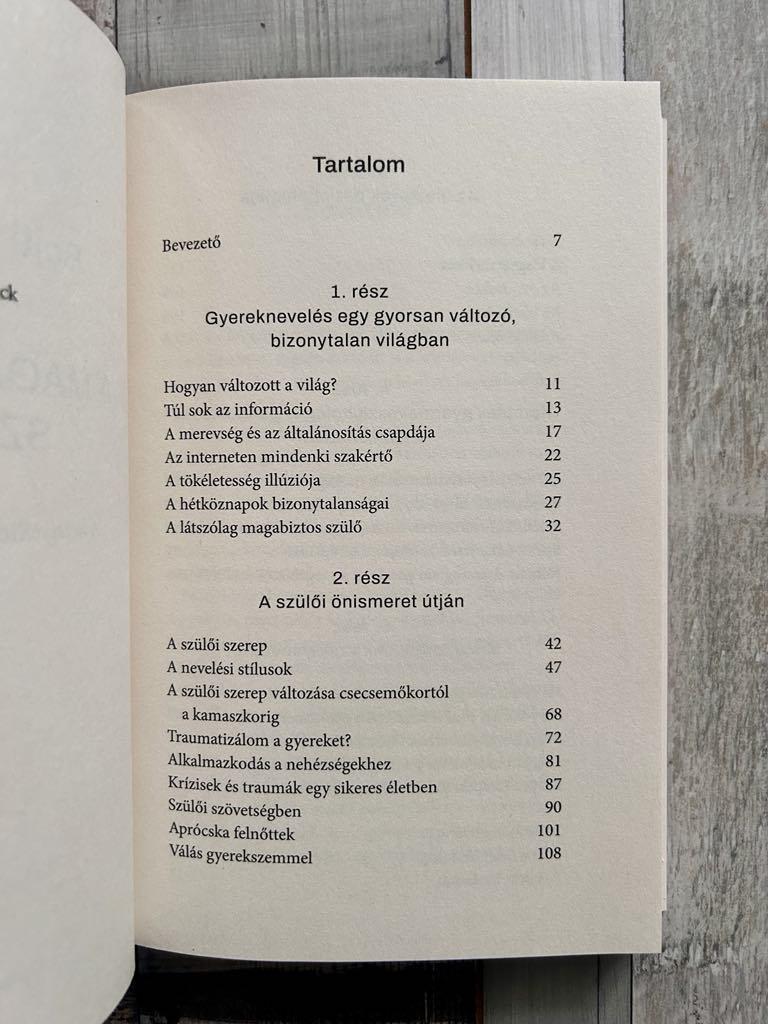 Tartalom
Bevezető 7
1. rész
Gyereknevelés egy gyorsan változó,
bizonytalan világban
Hogyan változott a világ? 11
Túl sok az információ 13
A merevség és az általánosítás csapdája 17
Az interneten mindenki szakértő 22
A tökéletesség illúziója 25
A hétköznapok bizonytalanságai 27
A látszólag magabiztos szülő 32
2. rész
A szülői önismeret útján
A szülői szerep 42
A nevelési stílusok 47
A szülői szerep változása csecsemőkortól
a kamaszkorig 68
Traumatizálom a gyereket? 72
Alkalmazkodás a nehézségekhez 81
Krízisek és traumák egy sikeres életben 87
Szülői szövetségben 90
Aprócska felnőttek 101
Válás gyerekszemmel 108